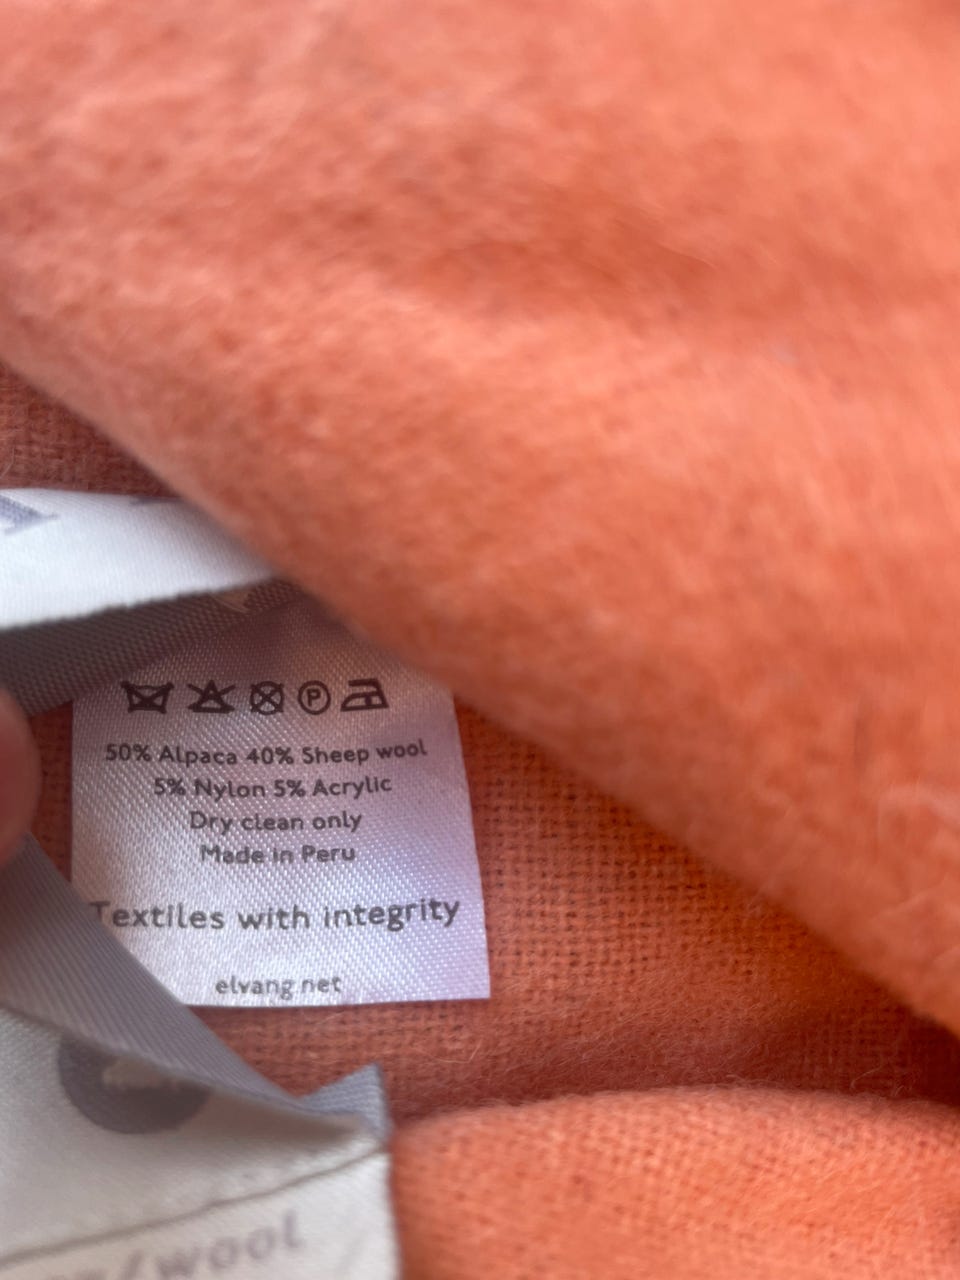 P
50% Alpaca 40% Sheep wool
5% Nylon 5% Acrylic
Dry clean only
Made in Peru
Textiles with integrity
elvang.net
/wool